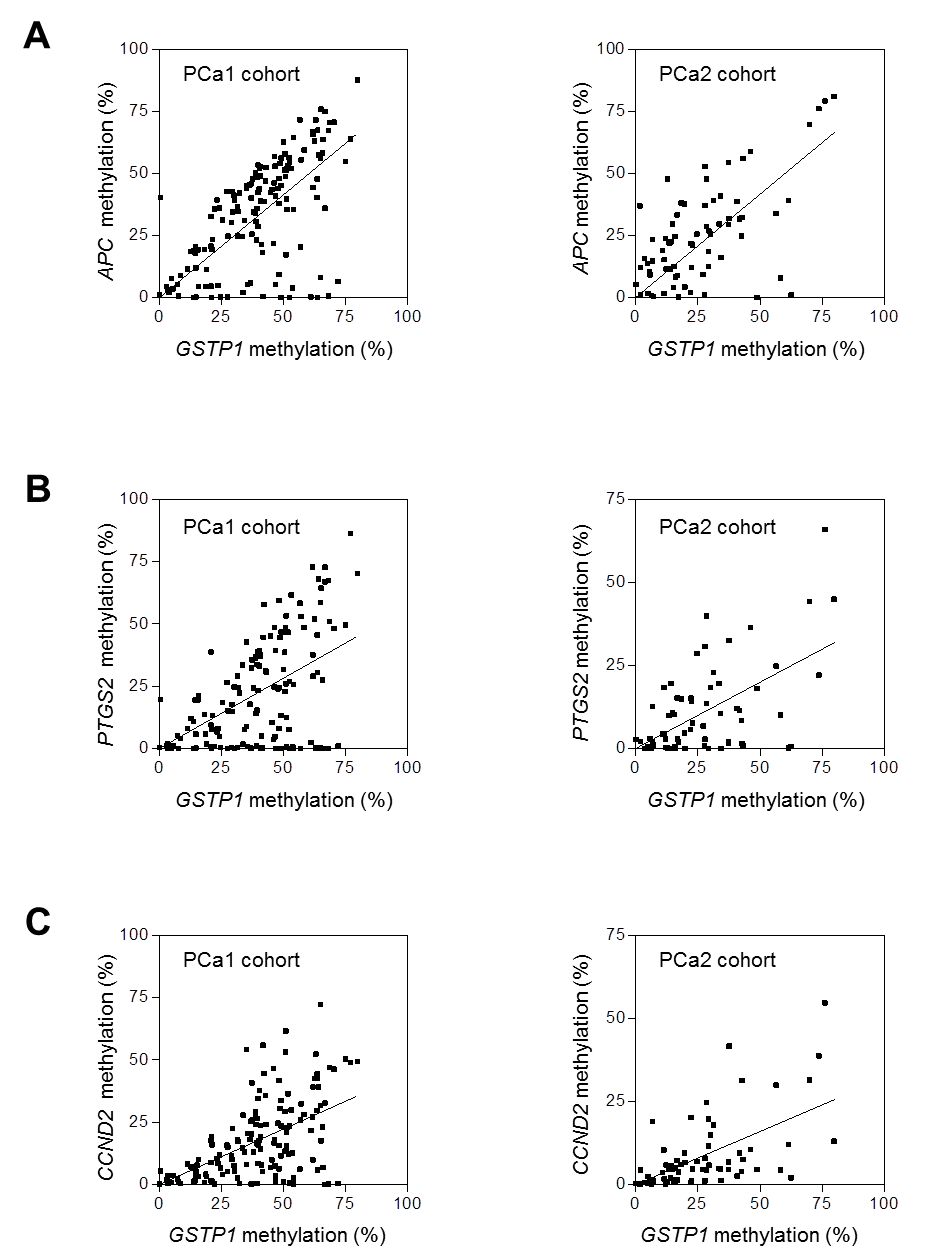 A
PCa1 cohort
APC methylation (%)
100
75
50
25
0
0 25 50 75 100
GSTP1 methylation (%)
PCa2 cohort
APC methylation (%)
100
75
50
25
0
0 25 50 75 100
GSTP1 methylation (%)
B
PCa1 cohort
PTGS2 methylation (%)
100
75
50
25
0
0 25 50 75 100
GSTP1 methylation (%)
PCa2 cohort
PTGS2 methylation (%)
75
50
25
0
0 25 50 75 100
GSTP1 methylation (%)
C
PCa1 cohort
CCND2 methylation (%)
100
75
50
25
0
0 25 50 75 100
GSTP1 methylation (%)
PCa2 cohort
CCND2 methylation (%)
75
50
25
0
0 25 50 75 100
GSTP1 methylation (%)